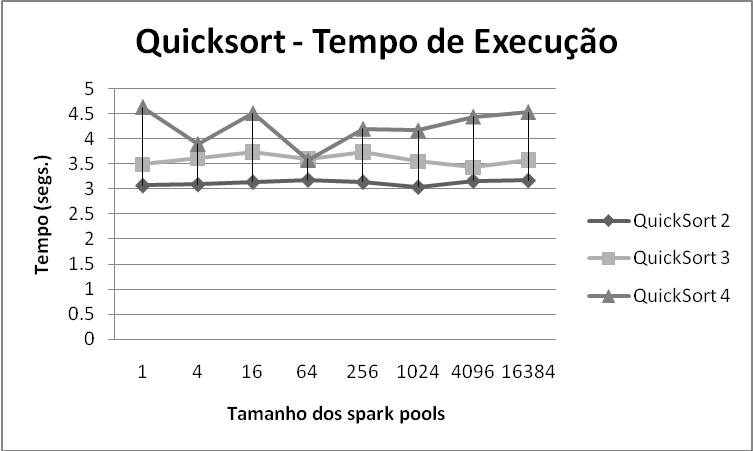 Quicksort - Tempo de Execução
5
4.5
4
3.5
3
2.5
2
1.5
1
0.5
0
Tempo (segs.)
1 4 16 64 256 1024 4096 16384
Tamanho dos spark pools
QuickSort 2
QuickSort 3
QuickSort 4